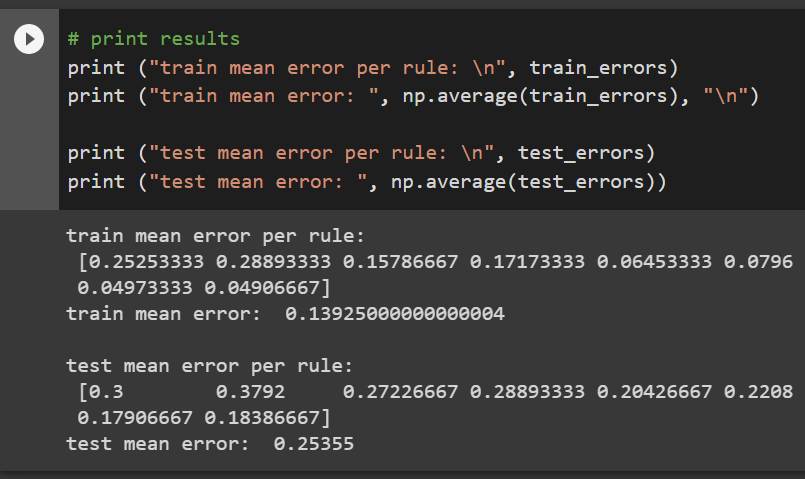 # print results
print ("train mean error per rule: \n", train_errors)
print ("train mean error: ", np.average(train_errors), "\n")
print ("test mean error per rule: \n", test_errors)
print ("test mean error: ", np.average(test_errors))
train mean error per rule:
[0.25253333 0.28893333 0.15786667 0.17173333 0.06453333 0.0796
0.04973333 0.04906667]
train mean error:  0.13925000000000004
test mean error per rule:
[0.3        0.3792     0.27226667 0.28893333 0.20426667 0.2208
0.17906667 0.18386667]
test mean error:  0.25355